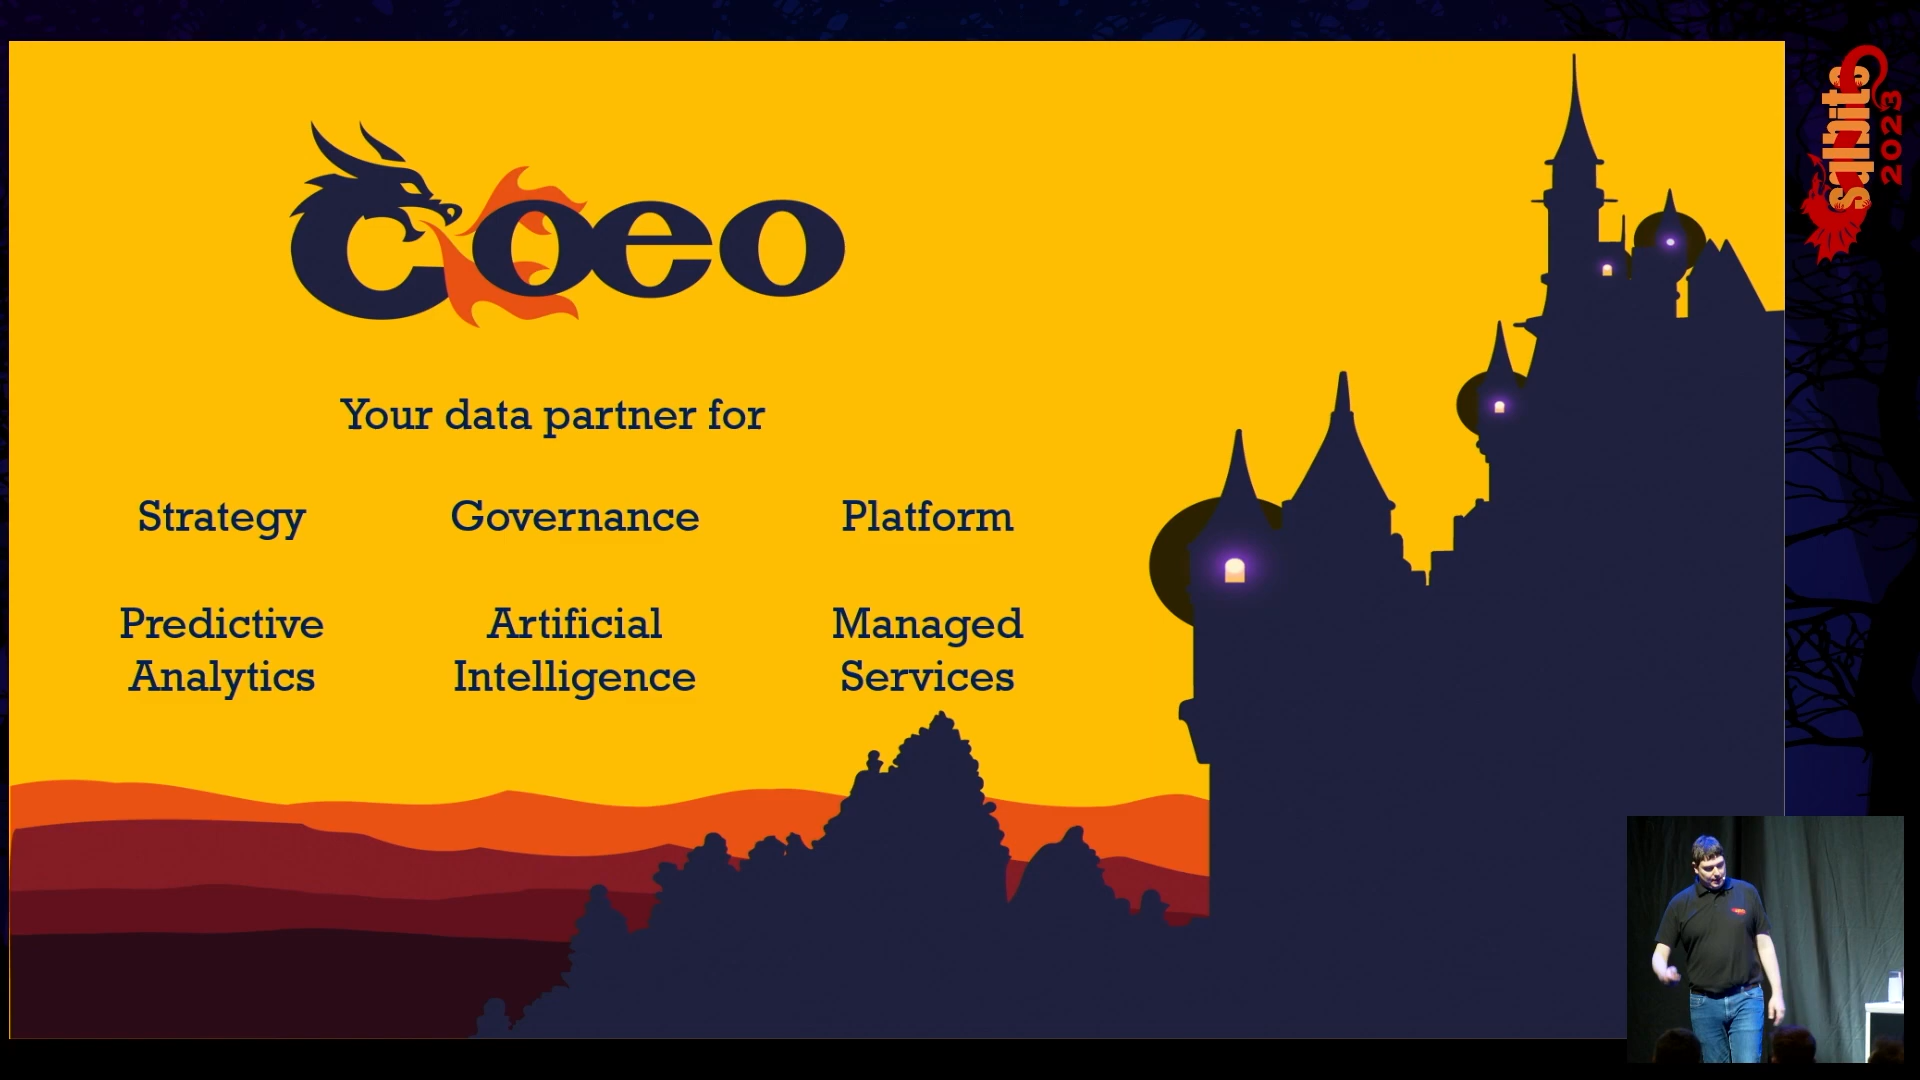 Coeo
Your data partner for
Strategy
Governance
Platform
Predictive
Analytics
Artificial
Intelligence
Managed
Services
sqlbits
2023